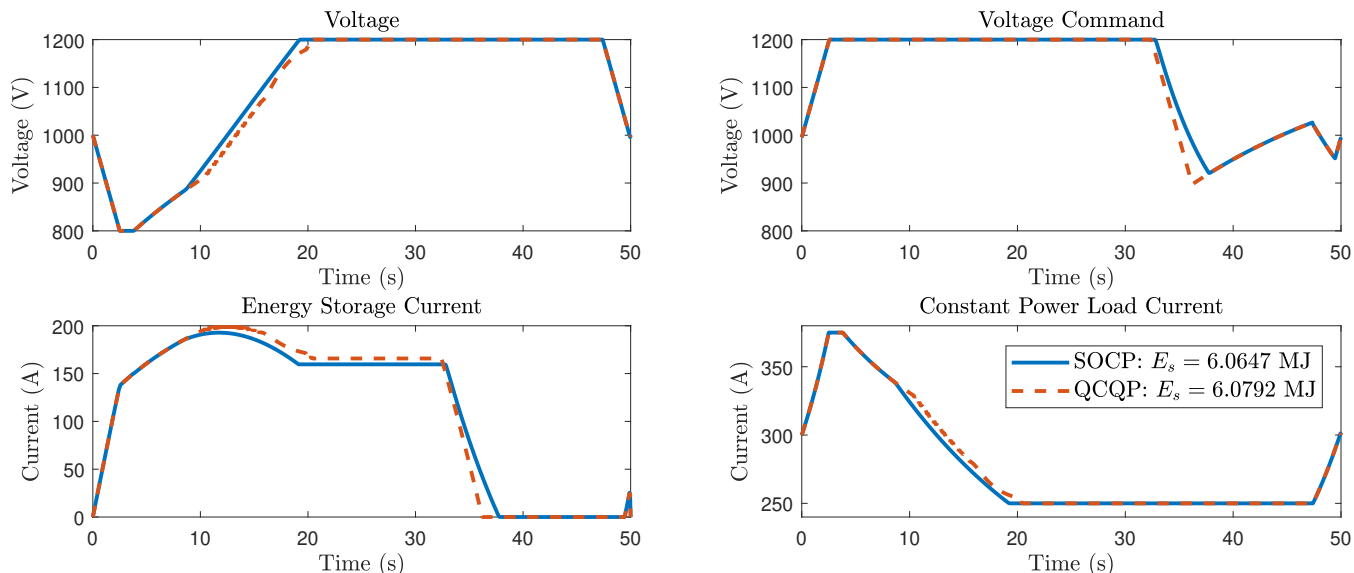 Voltage
1200
1100
1000
900
800
Voltage (V)
0 10 20 30 40 50
Time (s)
Voltage Command
1200
1100
1000
900
800
Voltage (V)
0 10 20 30 40 50
Time (s)
Energy Storage Current
200
150
100
50
0
Current (A)
0 10 20 30 40 50
Time (s)
Constant Power Load Current
350
300
250
Current (A)
SOCP: E_s = 6.0647 MJ
QCQP: E_s = 6.0792 MJ
0 10 20 30 40 50
Time (s)